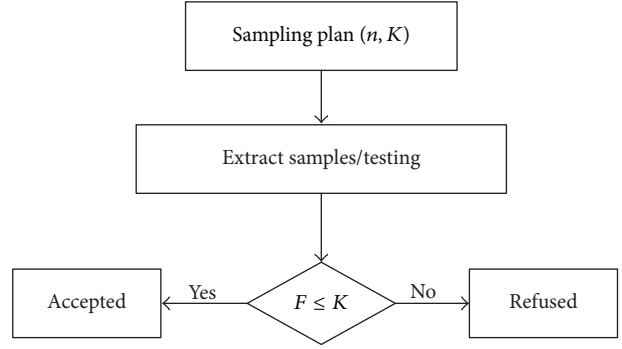 Sampling plan (n, K)
Extract samples/testing
Accepted
Yes
F ≤ K
No
Refused